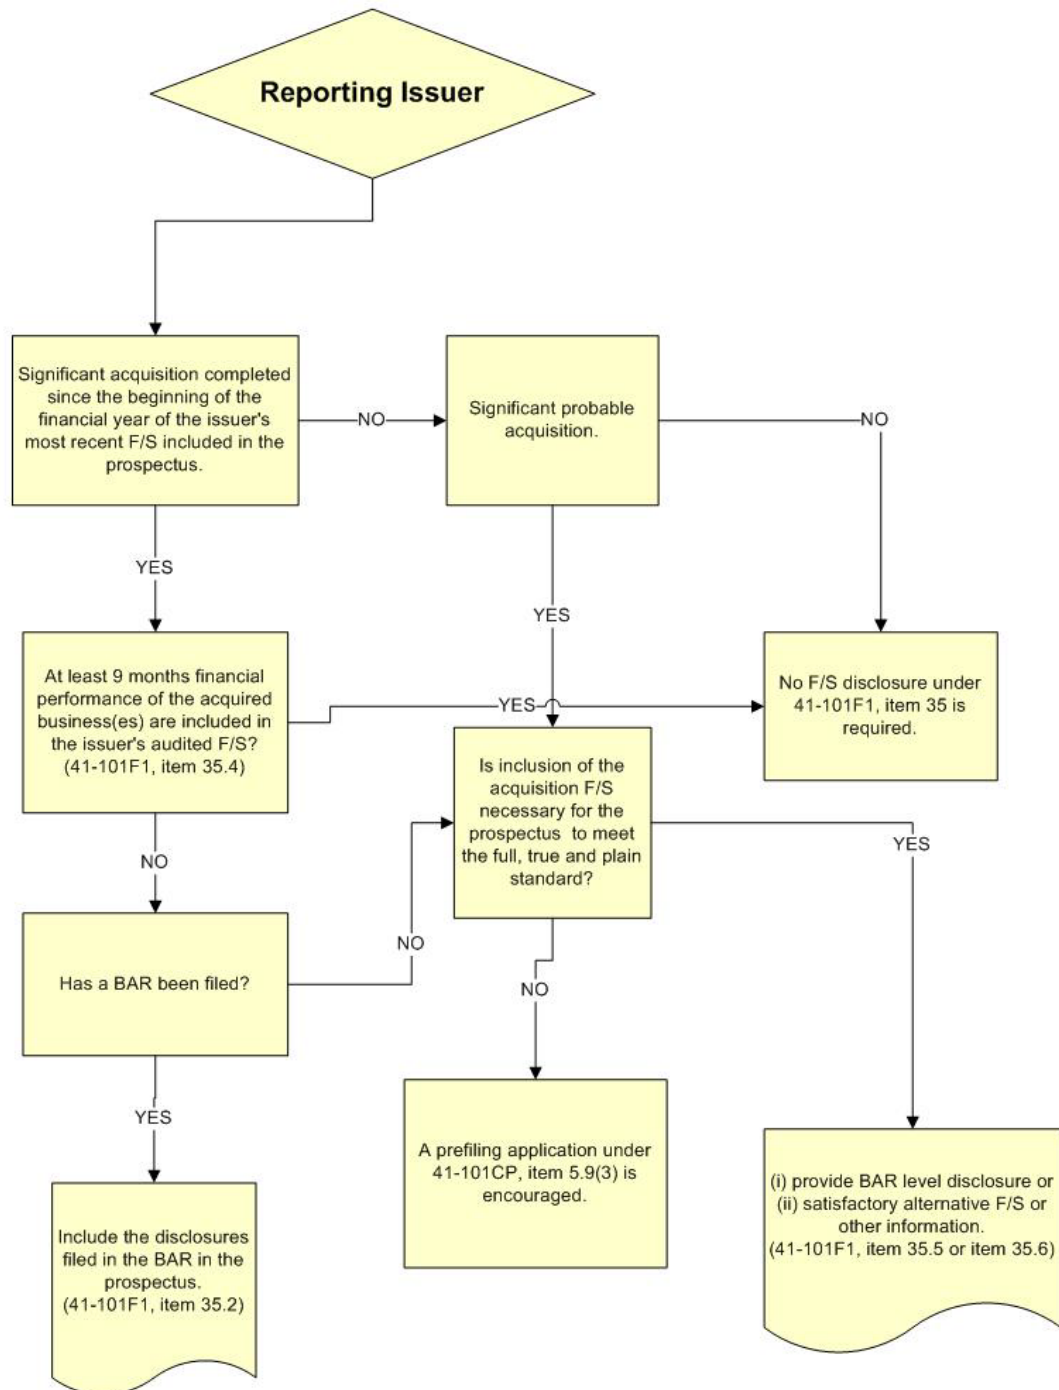 Reporting Issuer
Significant acquisition completed
since the beginning of the
financial year of the issuer's
most recent F/S included in the
prospectus.
NO
Significant probable
acquisition.
NO
YES
YES
At least 9 months financial
performance of the acquired
business(es) are included in
the issuer's audited F/S?
(41-101F1, item 35.4)
YES
No F/S disclosure under
41-101F1, item 35 is
required.
Is inclusion of the
acquisition F/S
necessary for the
prospectus to meet
the full, true and plain
standard?
YES
NO
NO
Has a BAR been filed?
NO
YES
A prefiling application under
41-101CP, item 5.9(3) is
encouraged.
(i) provide BAR level disclosure or
(ii) satisfactory alternative F/S or
other information.
(41-101F1, item 35.5 or item 35.6)
Include the disclosures
filed in the BAR in the
prospectus.
(41-101F1, item 35.2)